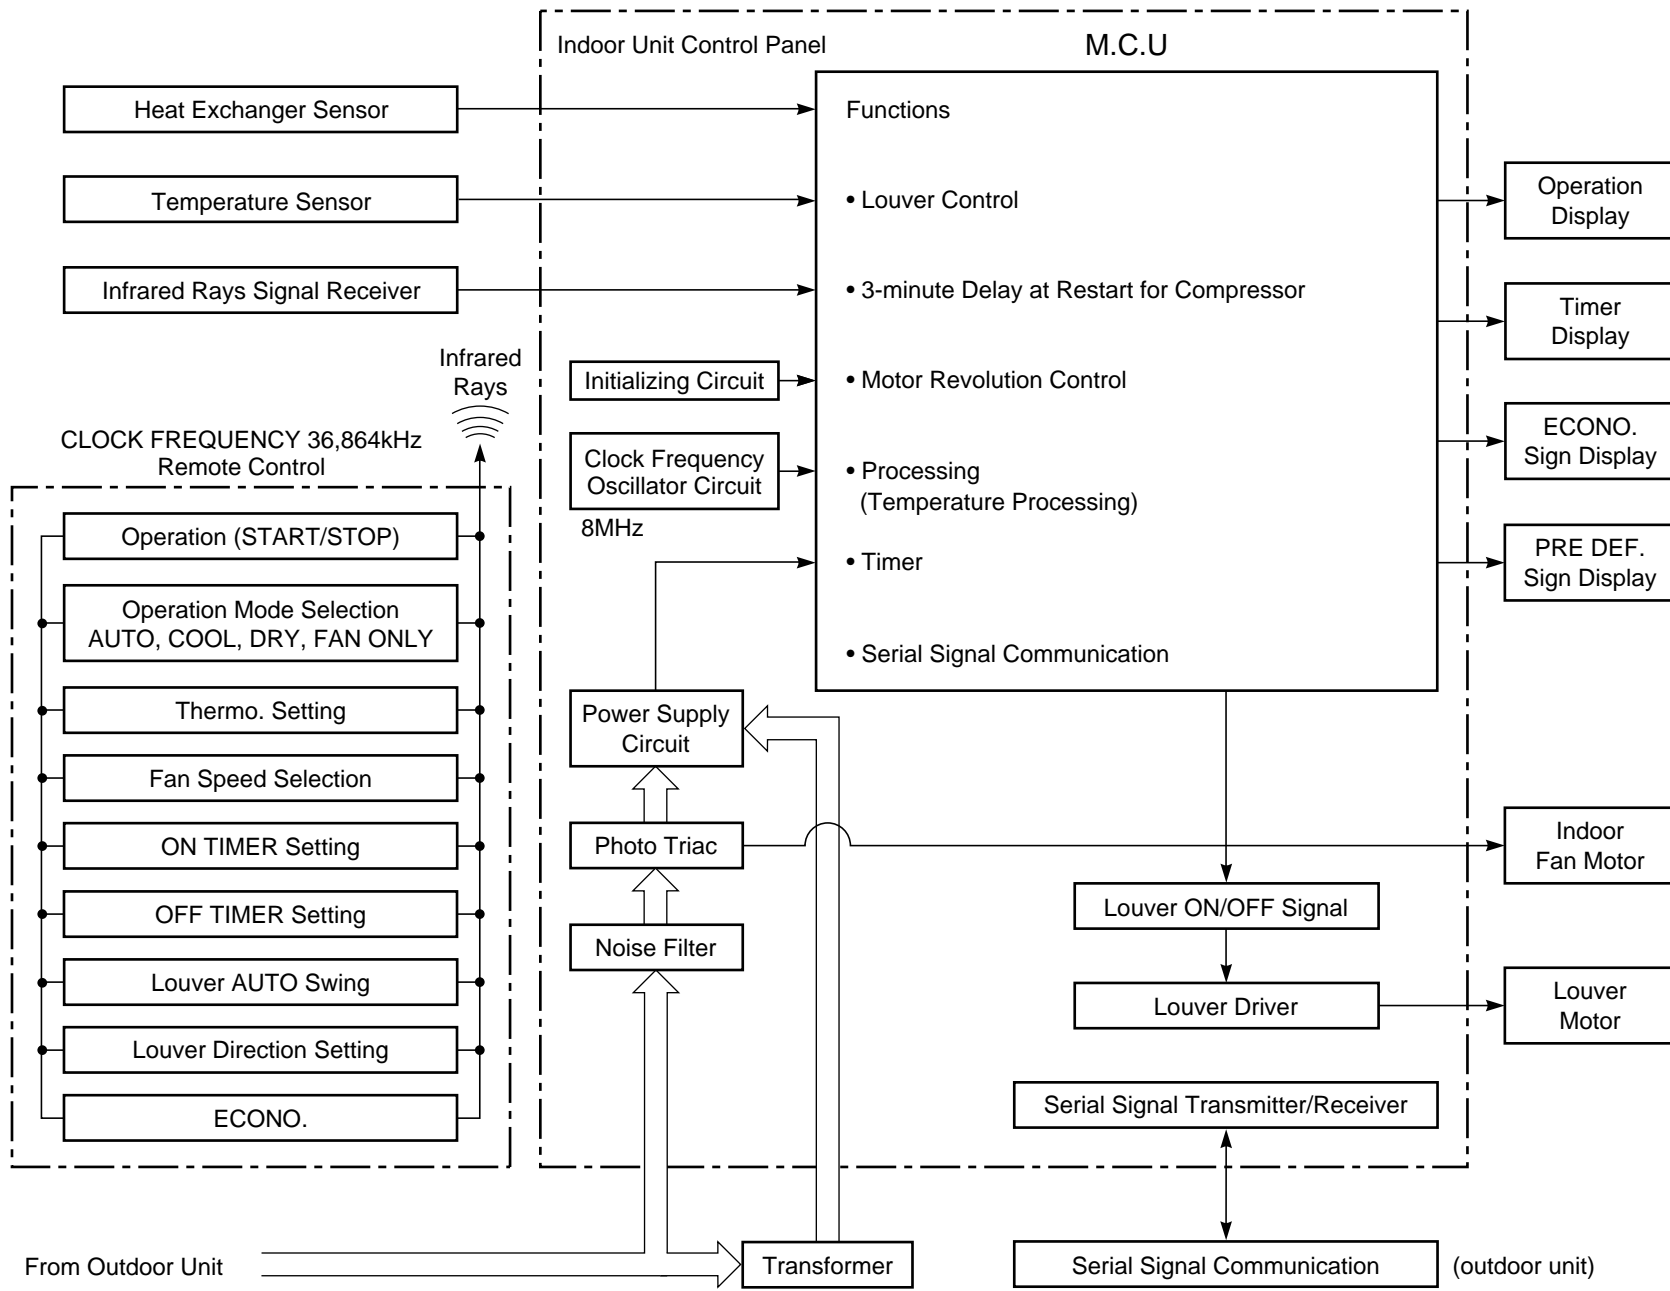 Indoor Unit Control Panel
M.C.U
Heat Exchanger Sensor
Temperature Sensor
Infrared Rays Signal Receiver
Functions
• Louver Control
• 3-minute Delay at Restart for Compressor
• Motor Revolution Control
• Processing
(Temperature Processing)
• Timer
• Serial Signal Communication
Operation
Display
Timer
Display
ECONO.
Sign Display
PRE DEF.
Sign Display
Infrared
Rays
Initializing Circuit
Clock Frequency
Oscillator Circuit
8MHz
CLOCK FREQUENCY 36,864kHz
Remote Control
Operation (START/STOP)
Operation Mode Selection
AUTO, COOL, DRY, FAN ONLY
Thermo. Setting
Fan Speed Selection
ON TIMER Setting
OFF TIMER Setting
Louver AUTO Swing
Louver Direction Setting
ECONO.
Power Supply
Circuit
Photo Triac
Noise Filter
Indoor
Fan Motor
Louver ON/OFF Signal
Louver Driver
Louver
Motor
Serial Signal Transmitter/Receiver
From Outdoor Unit
Transformer
Serial Signal Communication
(outdoor unit)